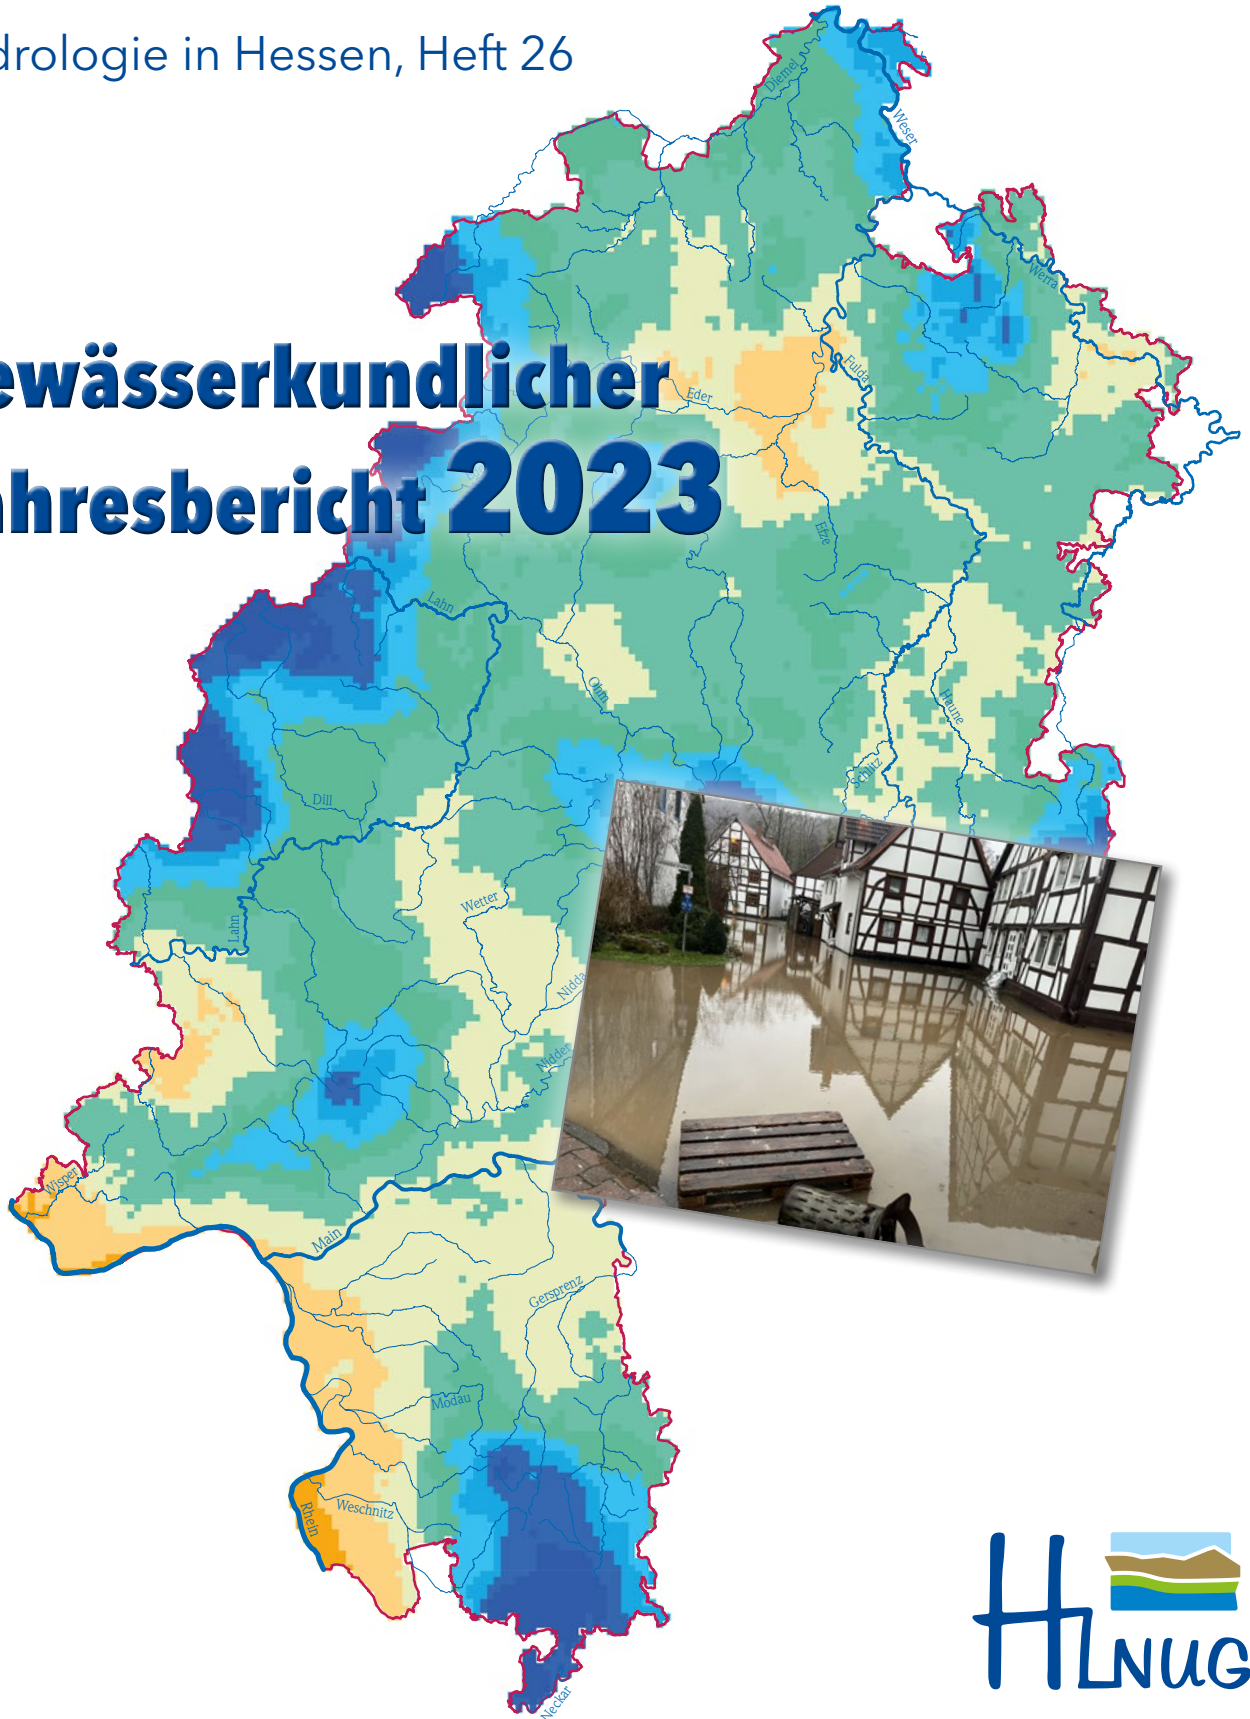 drologie in Hessen, Heft 26
Diemel
Weser
Werra
ewässerkundlicher
Fulda
Eder
ahresbericht 2023
Efze
Lahn
Ohm
Haune
Schlitz
Dill
Wetter
Lahn
Nidda
Nidder
Wisper
Main
Gersprenz
Modau
Rhein
Weschnitz
HLNUG
Neckar